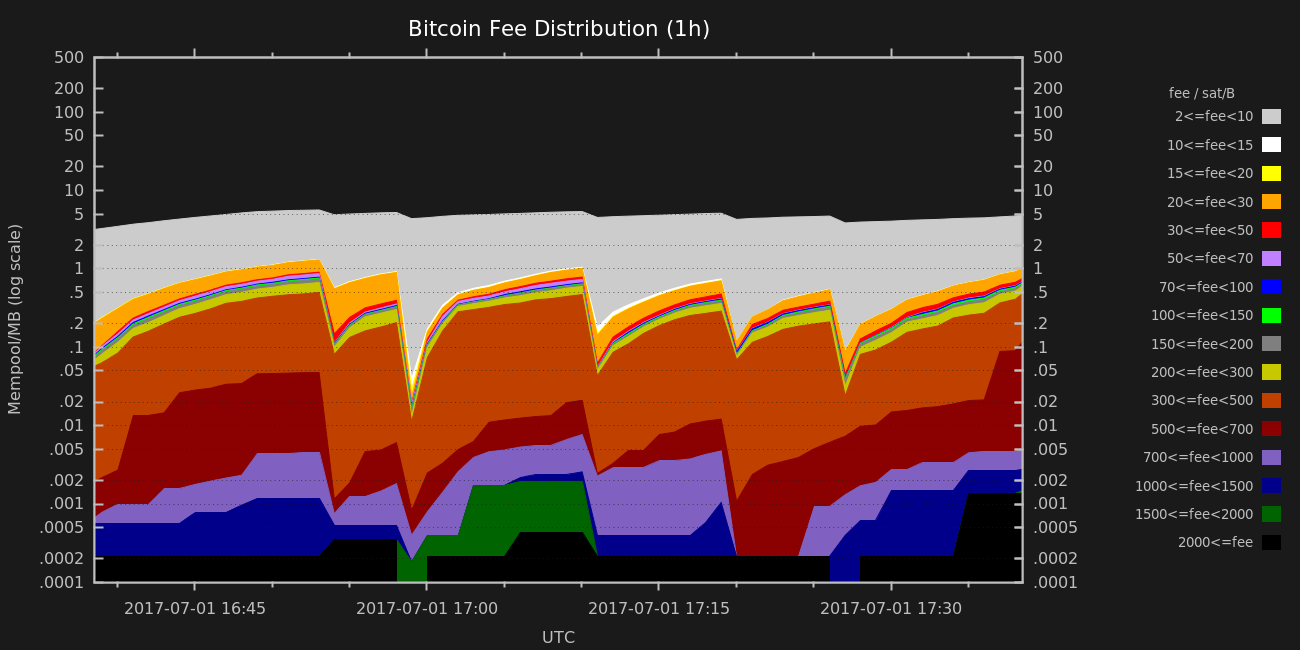 Bitcoin Fee Distribution (1h)
500
200
100
50
20
10
5
2
1
.5
.2
.1
.05
.02
.01
.005
.002
.001
.0005
.0002
.0001
Mempool/MB (log scale)
500
200
100
50
20
10
5
2
1
.5
.2
.1
.05
.02
.01
.005
.002
.001
.0005
.0002
.0001
2017-07-01 16:45
2017-07-01 17:00
2017-07-01 17:15
2017-07-01 17:30
UTC
fee / sat/B
2<=fee<10
10<=fee<15
15<=fee<20
20<=fee<30
30<=fee<50
50<=fee<70
70<=fee<100
100<=fee<150
150<=fee<200
200<=fee<300
300<=fee<500
500<=fee<700
700<=fee<1000
1000<=fee<1500
1500<=fee<2000
2000<=fee